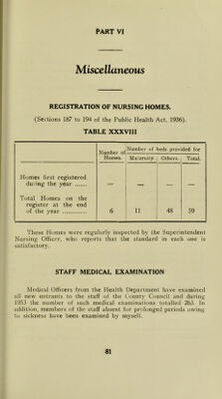 PART VI
Miscellaneous
REGISTRATION OF NURSING HOMES.
(Sections 187 to 194 of the Public Health Act, 1936).
TABLE XXXVIII
Number of Homes. Number of beds provided for
Maternity. Others. Total.
Homes first registered
during the year ...... — — — —
Total Homes on the
register at the end
of the year ............ 6 11 48 59
These Homes were regularly inspected by the Superintendent
Nursing Officer, who reports that the standard in each one is
satisfactory.
STAFF MEDICAL EXAMINATION
Medical Officers from the Health Department have examined
all new entrants to the staff of the County Council and during
1953 the number of such medical examinations totalled 263. In
addition, members of the staff absent for prolonged periods owing
to sickness have been examined by myself.
81